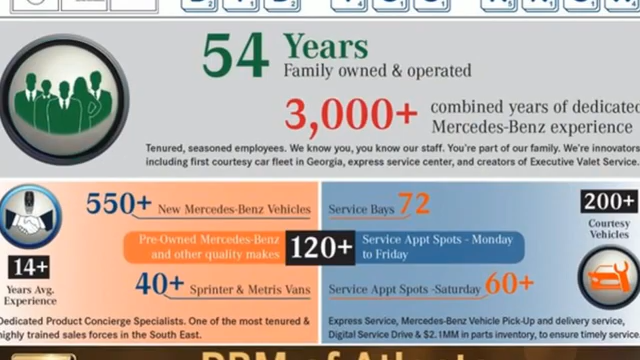 54 Years
Family owned & operated
3,000+ combined years of dedicated
Mercedes-Benz experience
Tenured, seasoned employees. We know you, you know our staff. You're part of our family. We're innovators
including first courtesy car fleet in Georgia, express service center, and creators of Executive Valet Service.
550+ New Mercedes-Benz Vehicles
Pre-Owned Mercedes-Benz
and other quality makes
120+
40+ Sprinter & Metris Vans
14+
Years Avg.
Experience
Dedicated Product Concierge Specialists. One of the most tenured &
highly trained sales forces in the South East.
Service Bays 72
Service Appt Spots - Monday
to Friday
Service Appt Spots -Saturday 60+
200+
Courtesy
Vehicles
Express Service, Mercedes-Benz Vehicle Pick-Up and delivery service,
Digital Service Drive & $2.1MM in parts inventory, to ensure timely service.